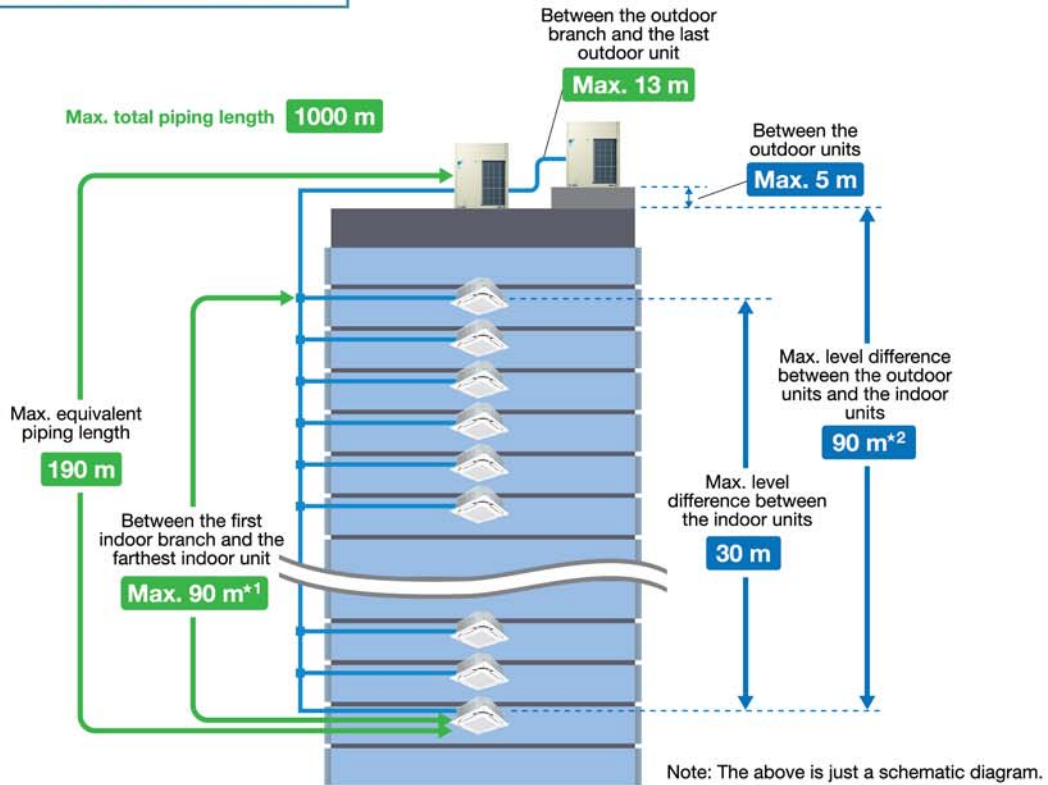 Between the outdoor
branch and the last
outdoor unit
Max. 13 m
Max. total piping length 1000 m
Between the
outdoor units
Max. 5 m
Max. level difference
between the outdoor
units and the indoor
units
90 m*2
Max. equivalent
piping length
190 m
Max. level
difference between
the indoor units
30 m
Between the first
indoor branch and the
farthest indoor unit
Max. 90 m*1
Note: The above is just a schematic diagram.